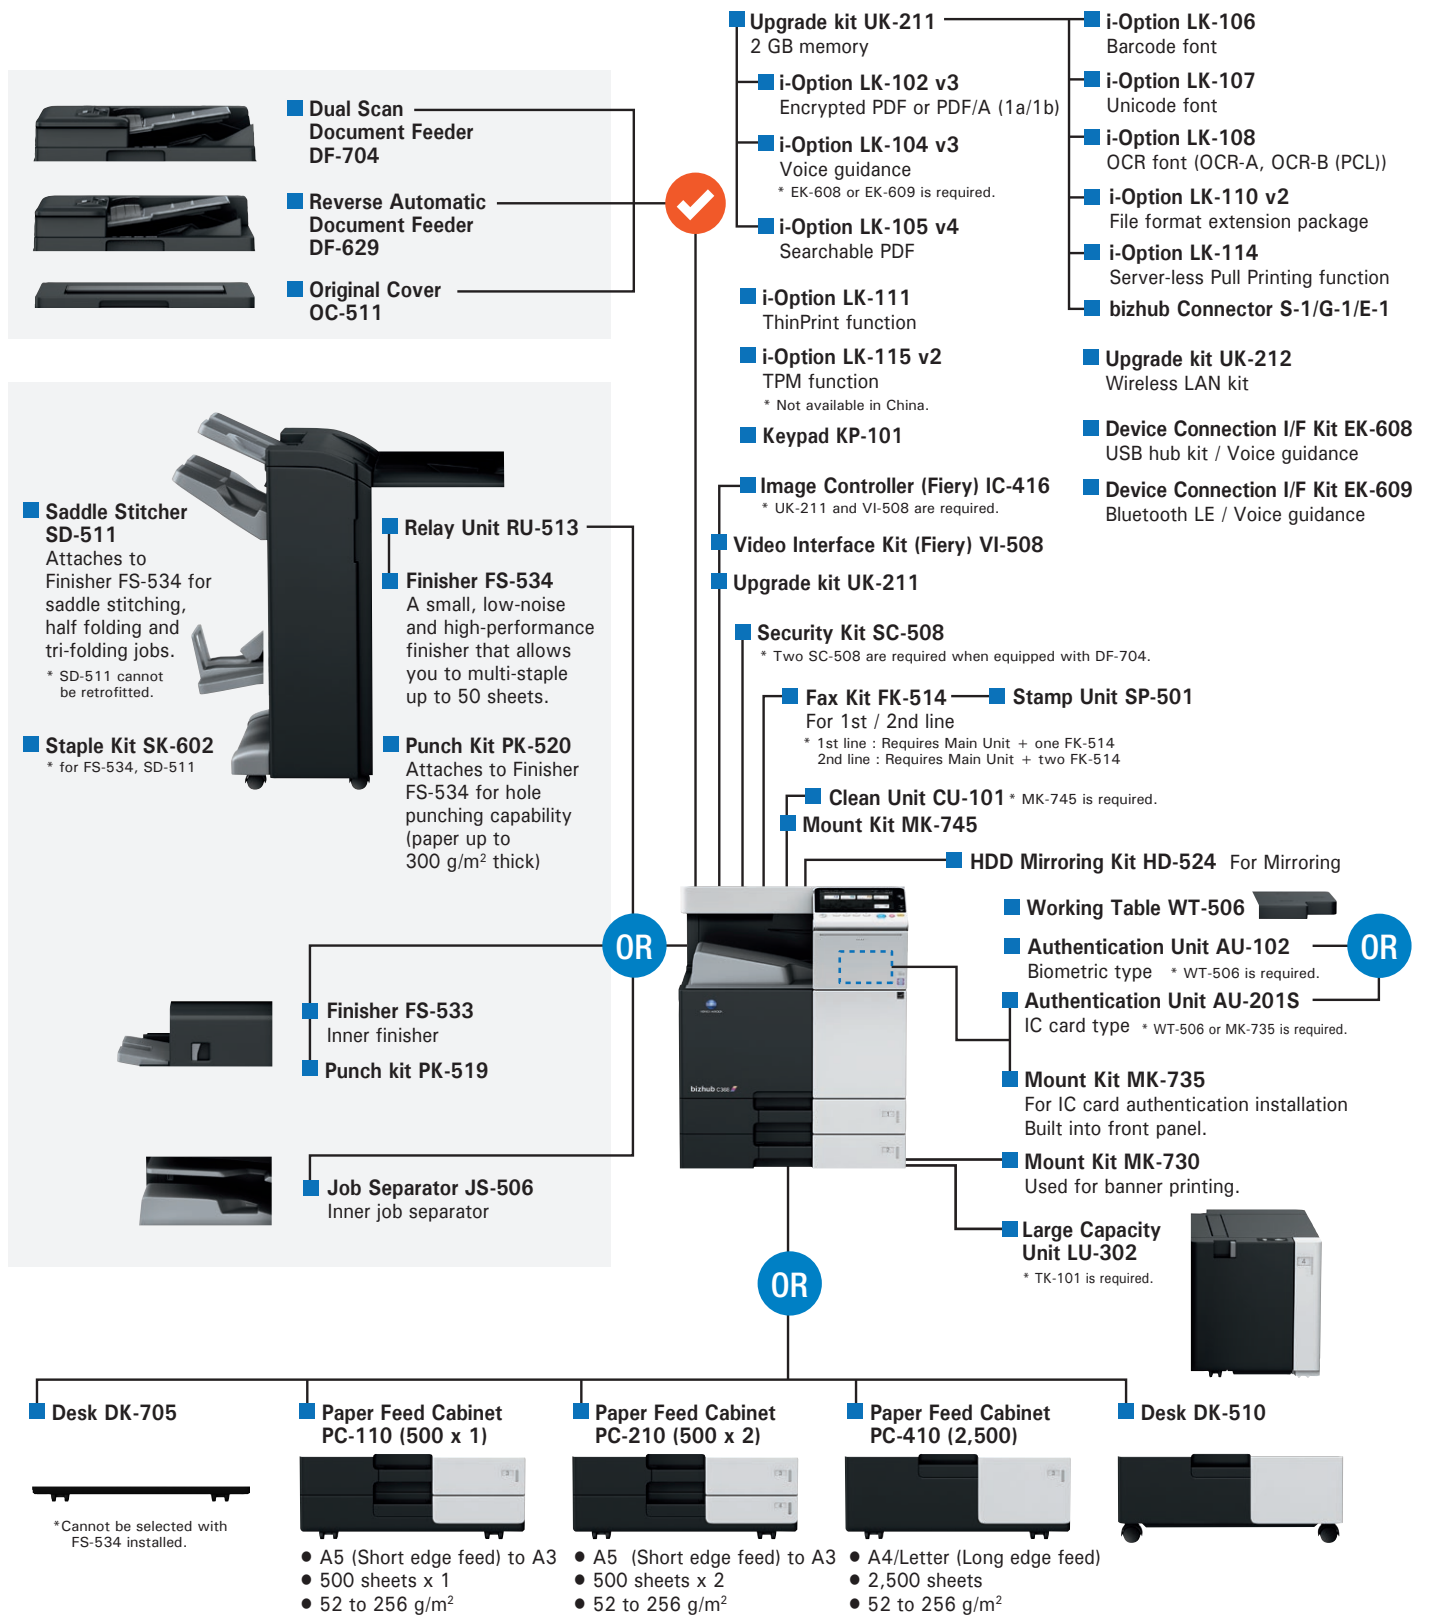 Dual Scan
Document Feeder
DF-704
Reverse Automatic
Document Feeder
DF-629
Original Cover
OC-511
Upgrade kit UK-211
2 GB memory
i-Option LK-102 v3
Encrypted PDF or PDF/A (1a/1b)
i-Option LK-104 v3
Voice guidance
* EK-608 or EK-609 is required.
i-Option LK-105 v4
Searchable PDF
i-Option LK-106
Barcode font
i-Option LK-107
Unicode font
i-Option LK-108
OCR font (OCR-A, OCR-B (PCL))
i-Option LK-110 v2
File format extension package
i-Option LK-114
Server-less Pull Printing function
bizhub Connector S-1/G-1/E-1
i-Option LK-111
ThinPrint function
i-Option LK-115 v2
TPM function
* Not available in China.
Keypad KP-101
Upgrade kit UK-212
Wireless LAN kit
Device Connection I/F Kit EK-608
USB hub kit / Voice guidance
Device Connection I/F Kit EK-609
Bluetooth LE / Voice guidance
Image Controller (Fiery) IC-416
* UK-211 and VI-508 are required.
Video Interface Kit (Fiery) VI-508
Upgrade kit UK-211
Security Kit SC-508
* Two SC-508 are required when equipped with DF-704.
Fax Kit FK-514
For 1st / 2nd line
* 1st line : Requires Main Unit + one FK-514
2nd line : Requires Main Unit + two FK-514
Stamp Unit SP-501
Clean Unit CU-101 * MK-745 is required.
Mount Kit MK-745
HDD Mirroring Kit HD-524 For Mirroring
Saddle Stitcher
SD-511
Attaches to
Finisher FS-534 for
saddle stitching,
half folding and
tri-folding jobs.
* SD-511 cannot
be retrofitted.
Staple Kit SK-602
* for FS-534, SD-511
Relay Unit RU-513
Finisher FS-534
A small, low-noise
and high-performance
finisher that allows
you to multi-staple
up to 50 sheets.
Punch Kit PK-520
Attaches to Finisher
FS-534 for hole
punching capability
(paper up to
300 g/m² thick)
OR
Finisher FS-533
Inner finisher
Punch kit PK-519
Job Separator JS-506
Inner job separator
bizhub C368
Working Table WT-506
Authentication Unit AU-102
Biometric type * WT-506 is required.
OR
Authentication Unit AU-201S
IC card type * WT-506 or MK-735 is required.
Mount Kit MK-735
For IC card authentication installation
Built into front panel.
Mount Kit MK-730
Used for banner printing.
Large Capacity
Unit LU-302
* TK-101 is required.
OR
Desk DK-705
*Cannot be selected with
FS-534 installed.
Paper Feed Cabinet
PC-110 (500 x 1)
● A5 (Short edge feed) to A3
● 500 sheets x 1
● 52 to 256 g/m²
Paper Feed Cabinet
PC-210 (500 x 2)
● A5 (Short edge feed) to A3
● 500 sheets x 2
● 52 to 256 g/m²
Paper Feed Cabinet
PC-410 (2,500)
● A4/Letter (Long edge feed)
● 2,500 sheets
● 52 to 256 g/m²
Desk DK-510